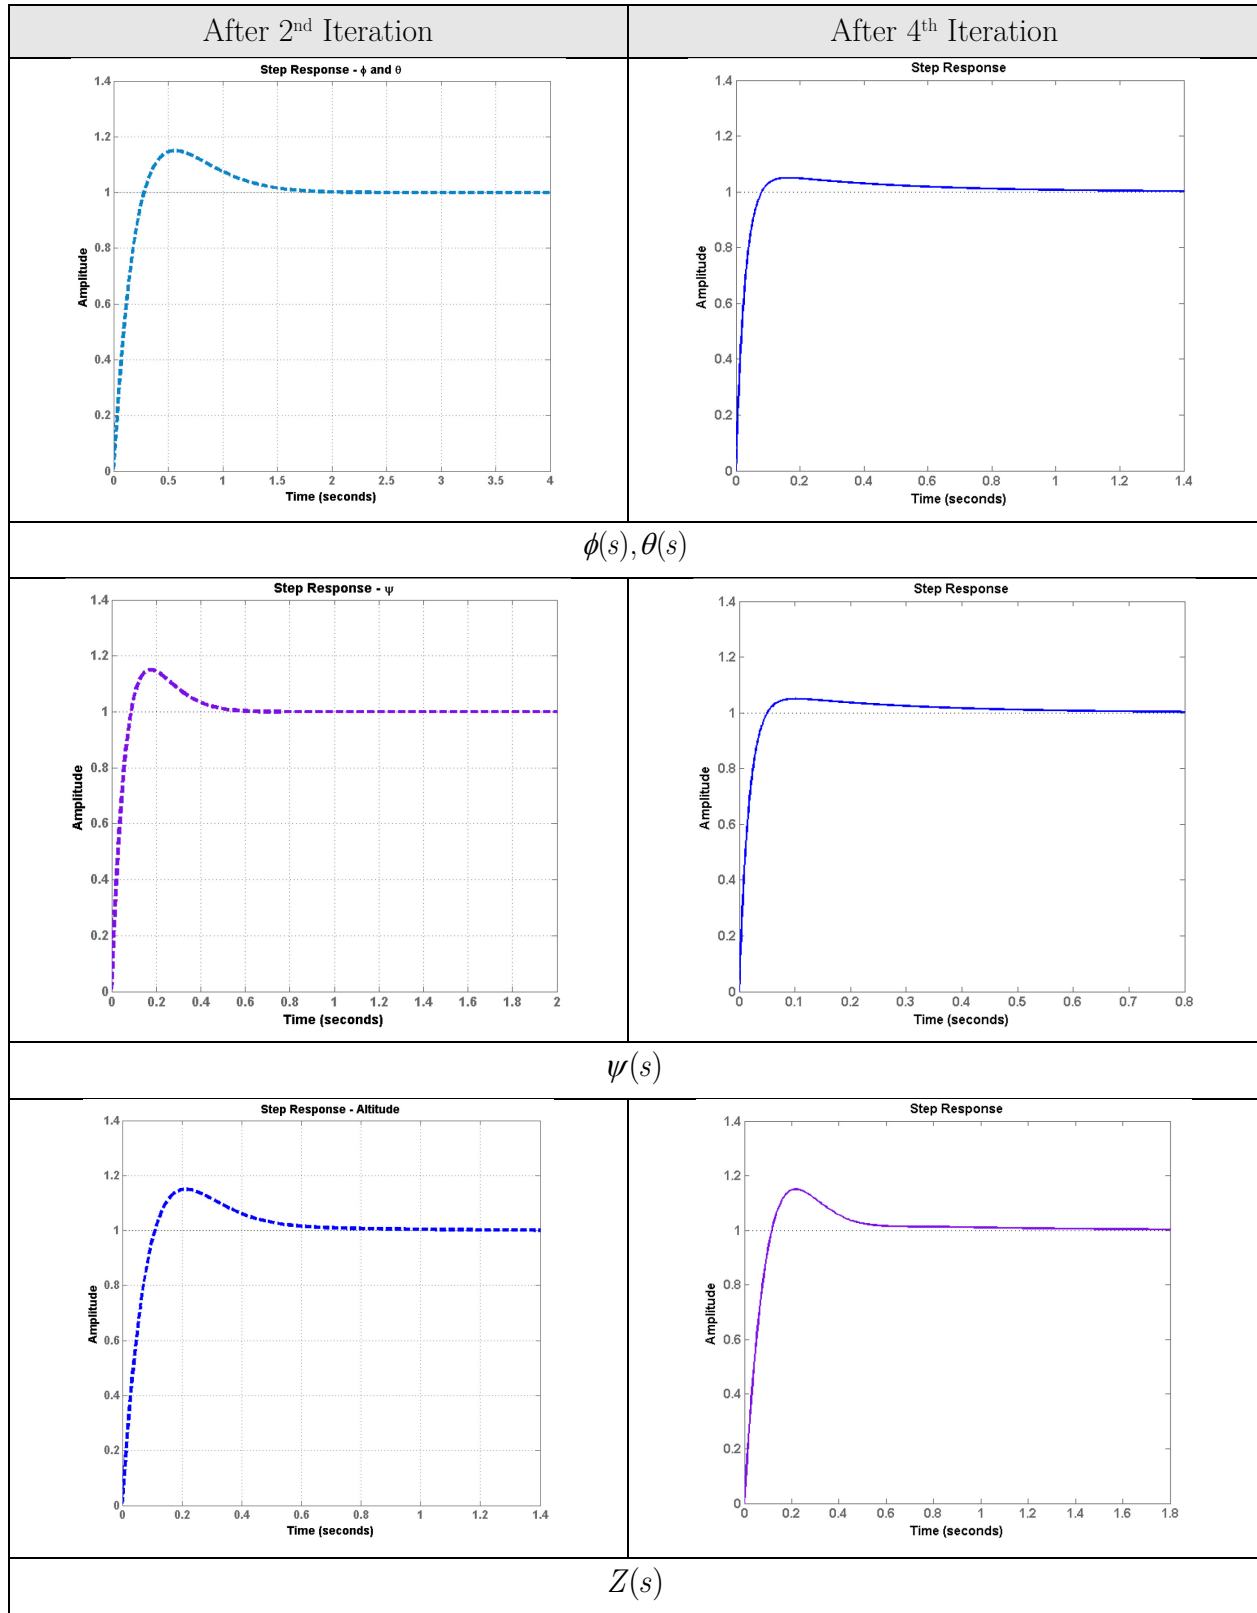 After 2nd Iteration
After 4th Iteration
Step Response - ϕ and θ
1.4
1.2
1
0.8
0.6
0.4
0.2
0
Amplitude
0 0.5 1 1.5 2 2.5 3 3.5 4
Time (seconds)
Step Response
1.4
1.2
1
0.8
0.6
0.4
0.2
0
Amplitude
0 0.2 0.4 0.6 0.8 1 1.2 1.4
Time (seconds)
ϕ(s), θ(s)
Step Response - ψ
1.4
1.2
1
0.8
0.6
0.4
0.2
0
Amplitude
0 0.2 0.4 0.6 0.8 1 1.2 1.4 1.6 1.8 2
Time (seconds)
Step Response
1.4
1.2
1
0.8
0.6
0.4
0.2
0
Amplitude
0 0.1 0.2 0.3 0.4 0.5 0.6 0.7 0.8
Time (seconds)
ψ(s)
Step Response - Altitude
1.4
1.2
1
0.8
0.6
0.4
0.2
0
Amplitude
0 0.2 0.4 0.6 0.8 1 1.2 1.4
Time (seconds)
Step Response
1.4
1.2
1
0.8
0.6
0.4
0.2
0
Amplitude
0 0.2 0.4 0.6 0.8 1 1.2 1.4 1.6 1.8
Time (seconds)
Z(s)